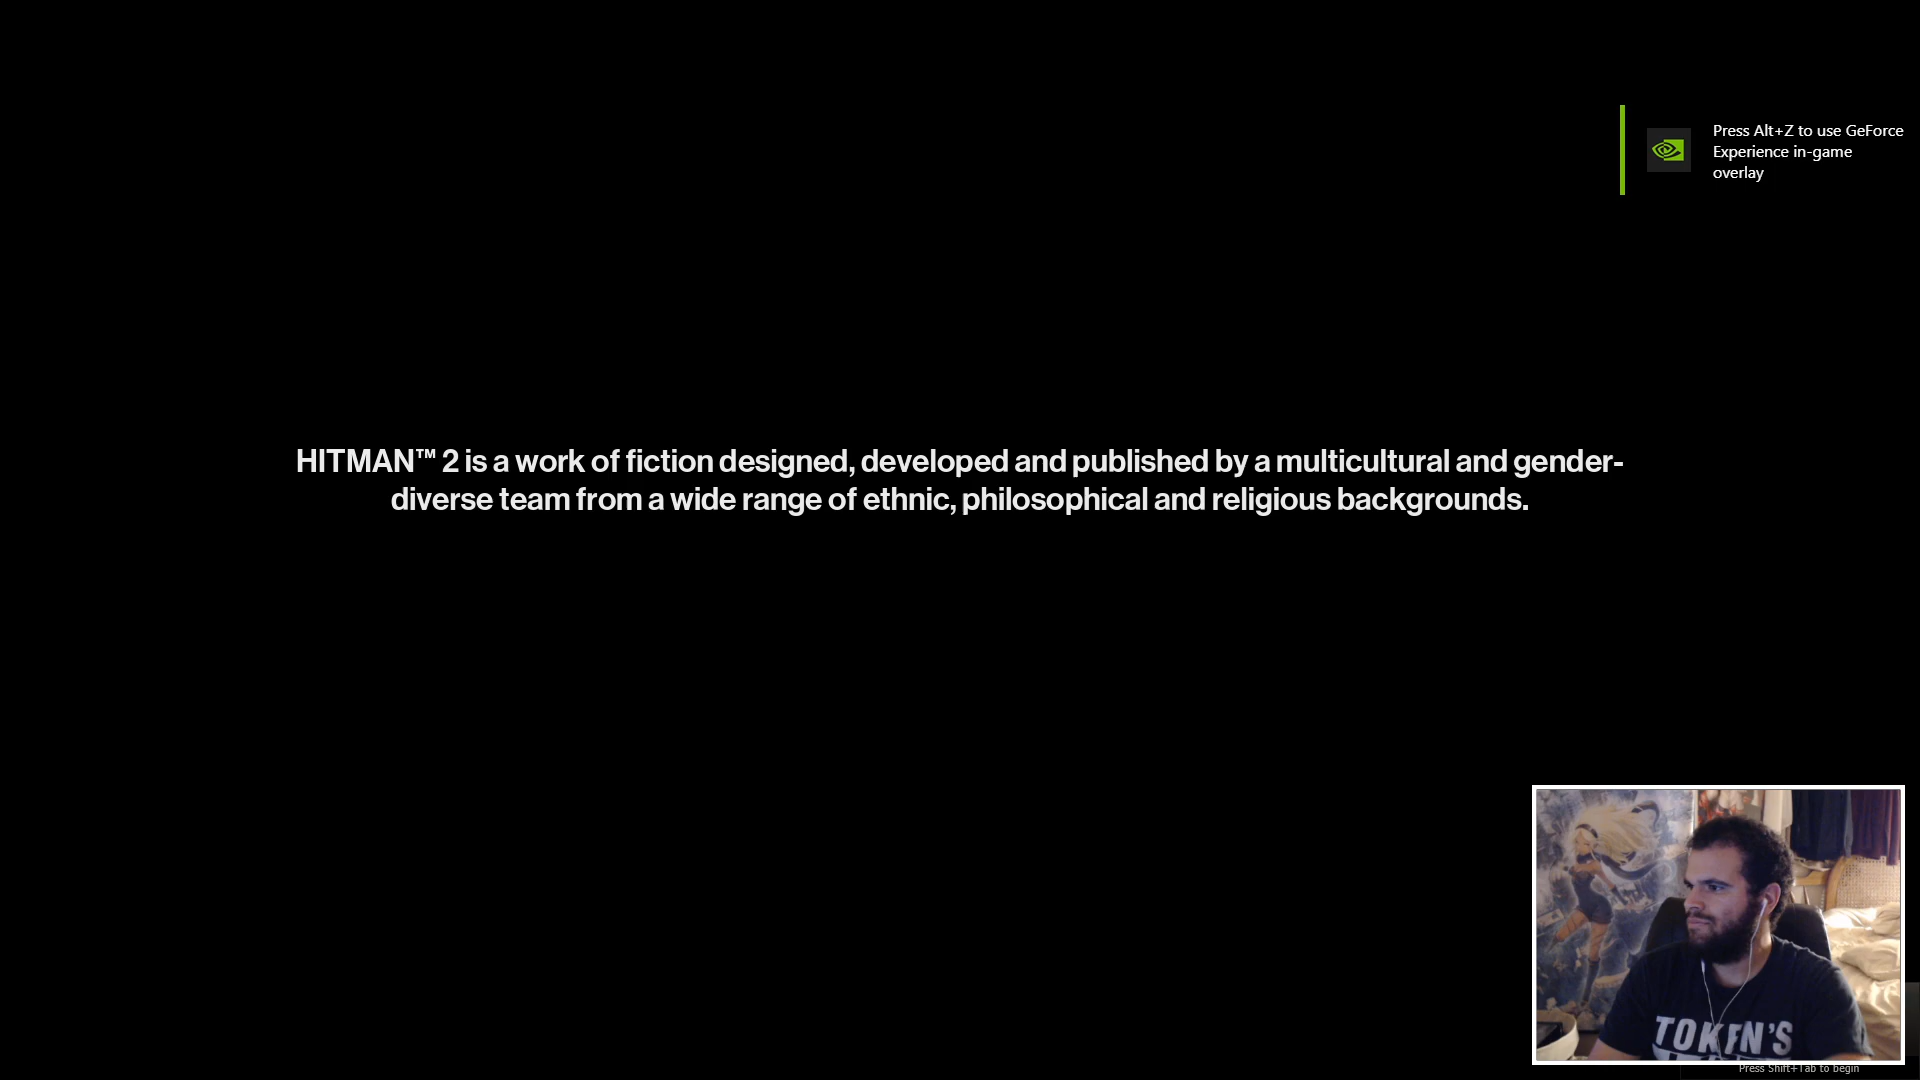 Press Alt+Z to use GeForce
Experience in-game
overlay
HITMAN™ 2 is a work of fiction designed, developed and published by a multicultural and gender-
diverse team from a wide range of ethnic, philosophical and religious backgrounds.
TOKEN'S
Press Shift+Tab to begin